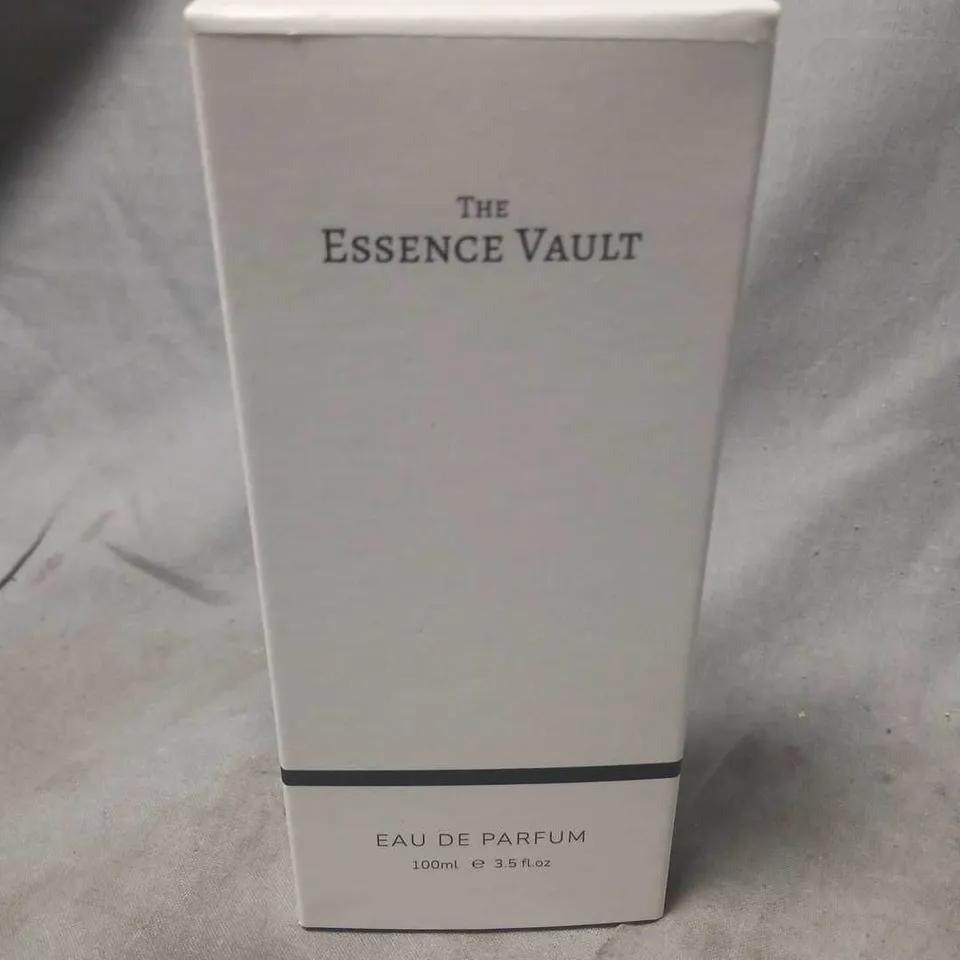 THE
ESSENCE VAULT
EAU DE PARFUM
100ml ℮ 3.5 fl.oz